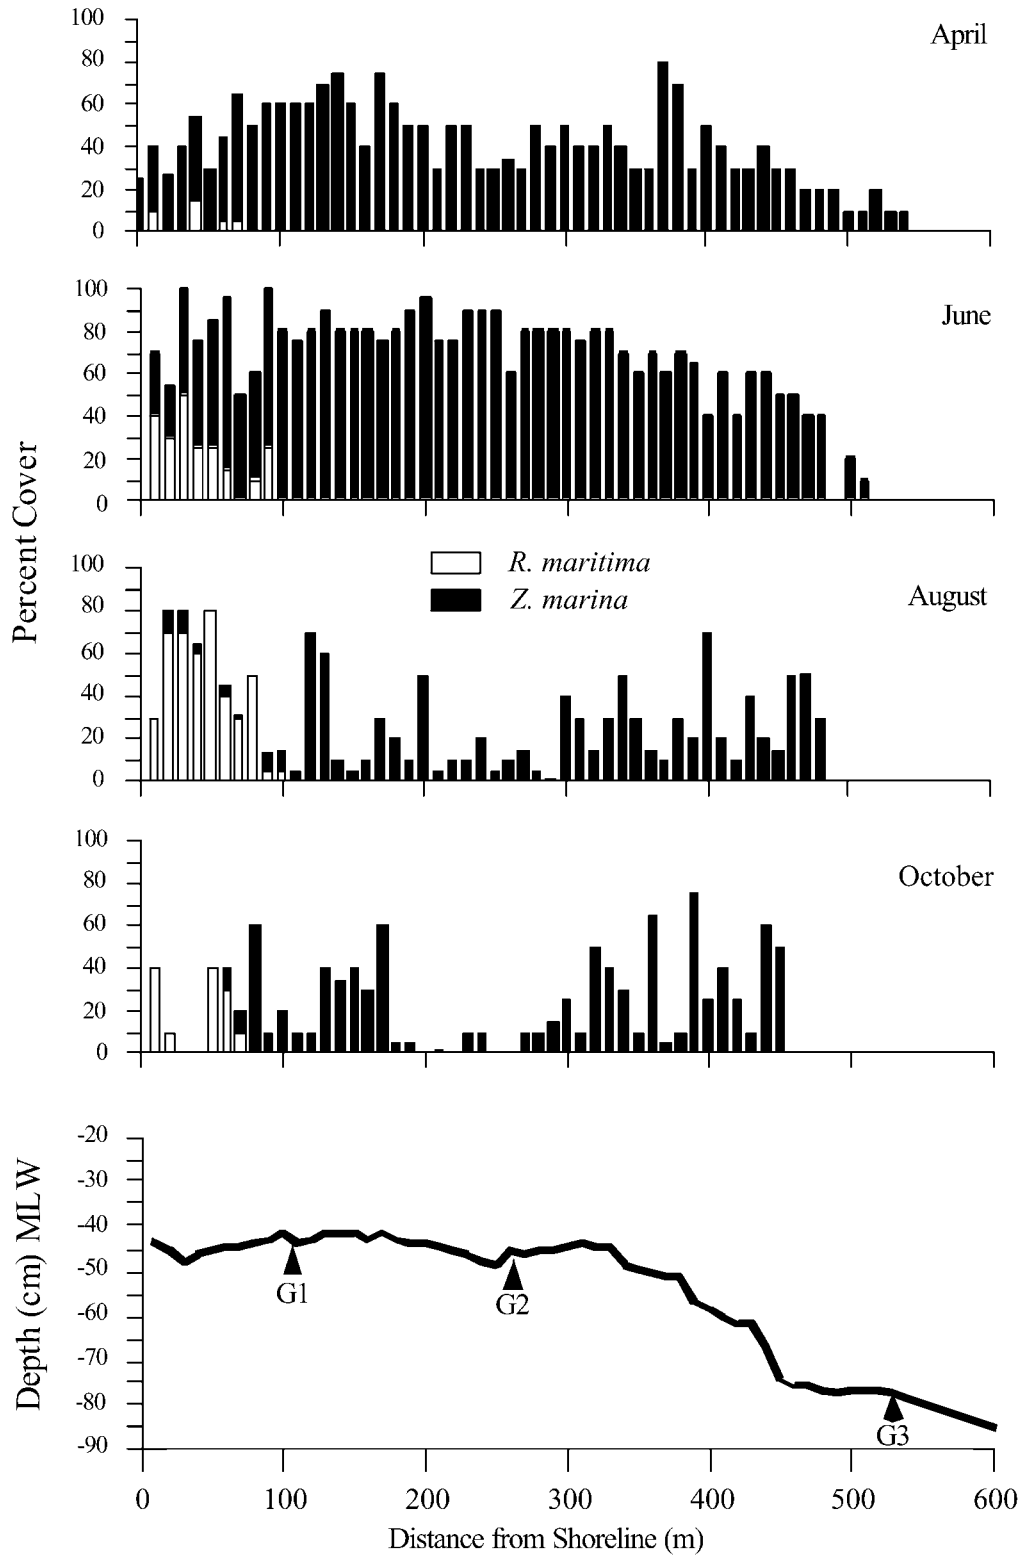 100
80
60
40
20
0
April
100
80
60
40
20
0
June
Percent Cover
R. maritima
Z. marina
100
80
60
40
20
0
August
100
80
60
40
20
0
October
-20
-30
-40
-50
-60
-70
-80
-90
Depth (cm) MLW
G1
G2
G3
0 100 200 300 400 500 600
Distance from Shoreline (m)